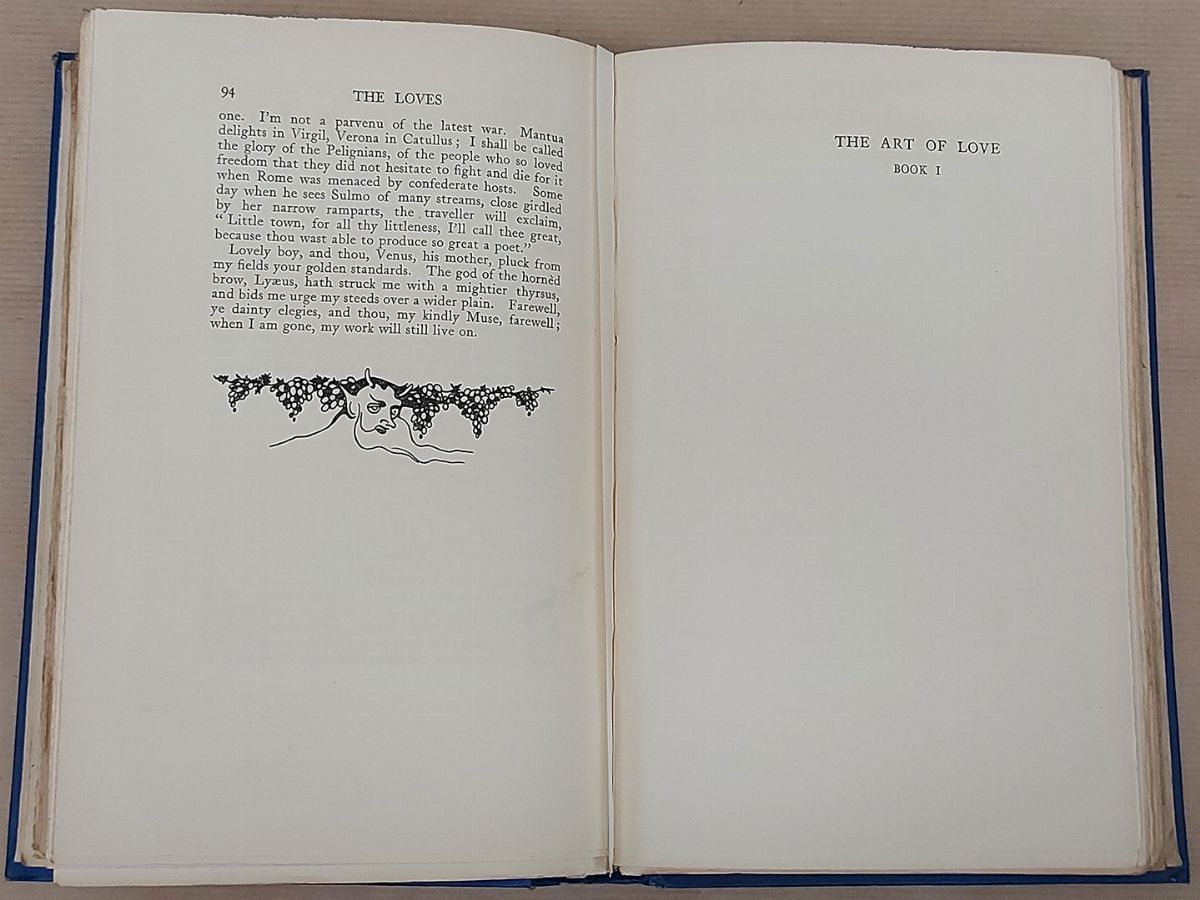 94
THE LOVES
one. I'm not a parvenu of the latest war. Mantua
delights in Virgil, Verona in Catullus; I shall be called
the glory of the Pelignians, of the people who so loved
freedom that they did not hesitate to fight and die for it
when Rome was menaced by confederate hosts. Some
day when he sees Sulmo of many streams, close girdled
by her narrow ramparts, the traveller will exclaim,
“ Little town, for all thy littleness, I'll call thee great,
because thou wast able to produce so great a poet.”
Lovely boy, and thou, Venus, his mother, pluck from
my fields your golden standards. The god of the hornèd
brow, Lyæus, hath struck me with a mightier thyrsus,
and bids me urge my steeds over a wider plain. Farewell,
ye dainty elegies, and thou, my kindly Muse, farewell;
when I am gone, my work will still live on.
THE ART OF LOVE
BOOK I